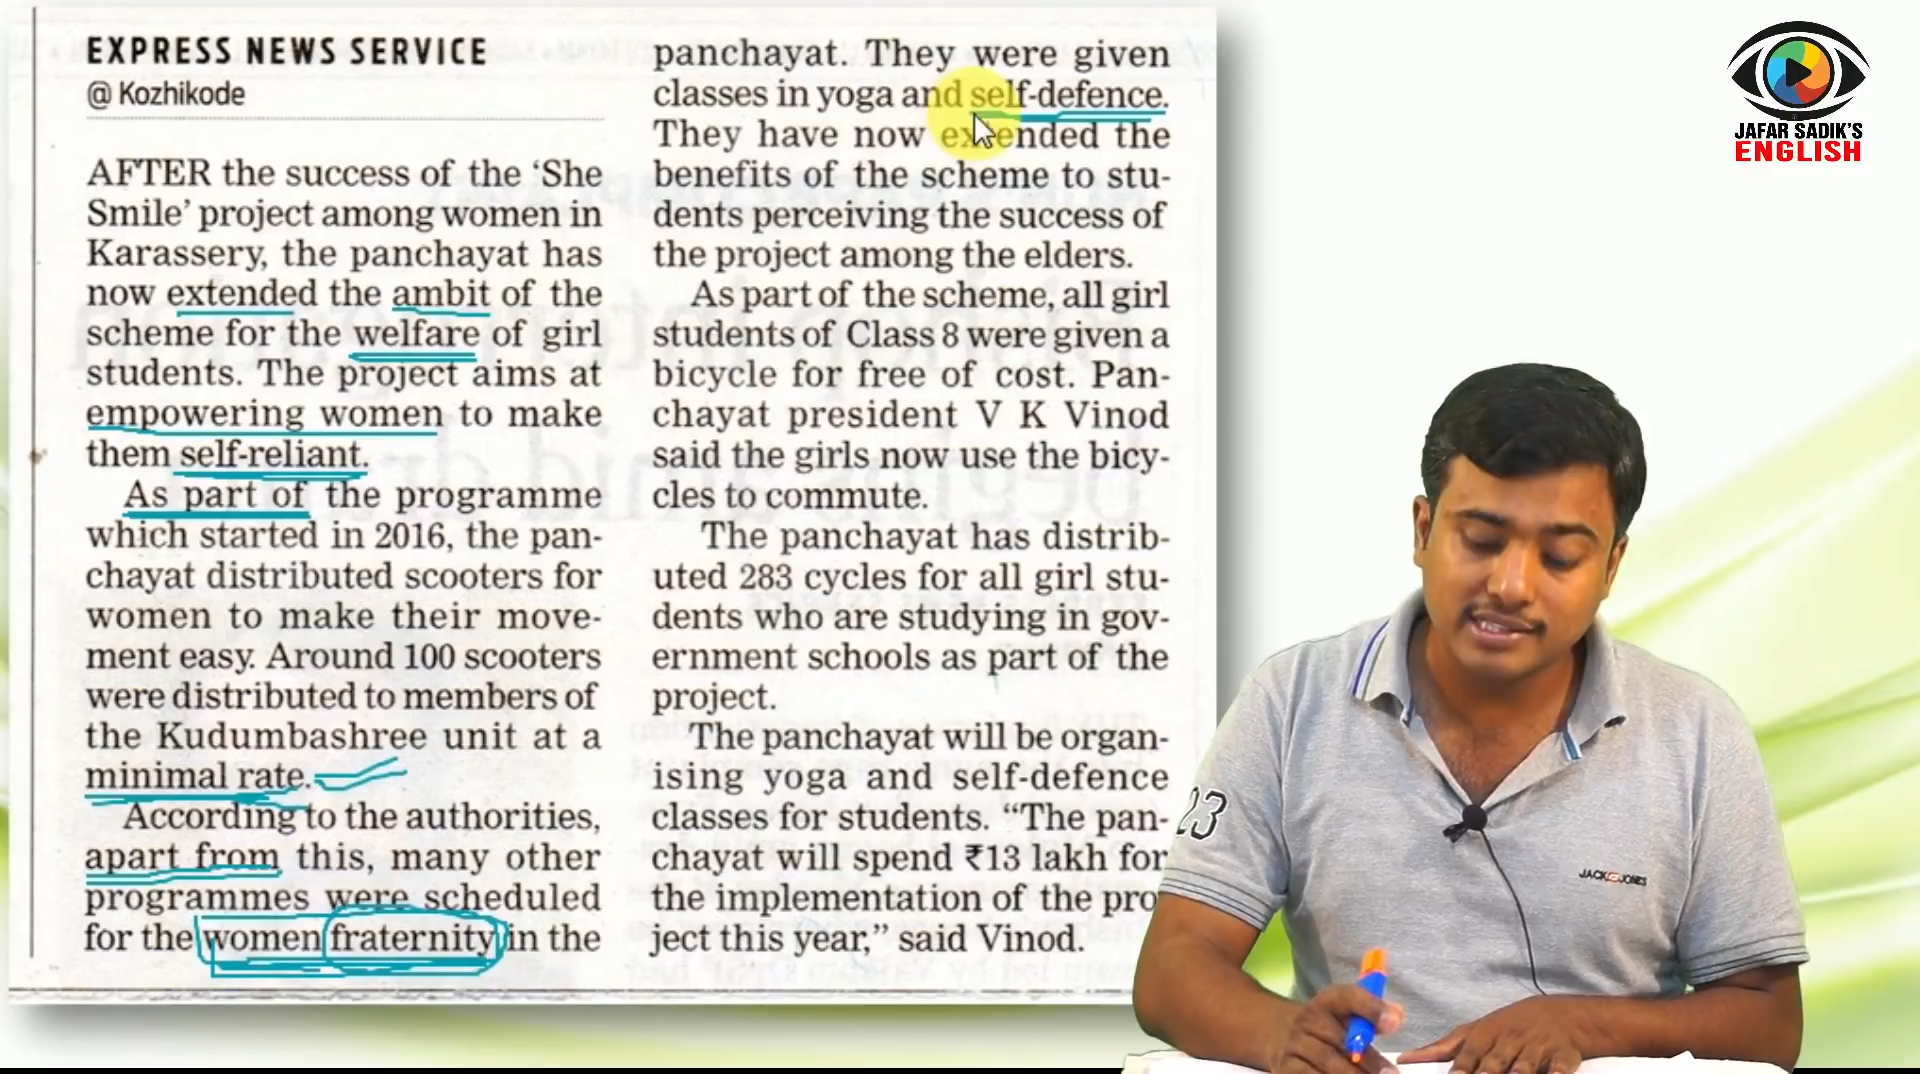 EXPRESS NEWS SERVICE
@ Kozhikode
AFTER the success of the ‘She
Smile’ project among women in
Karassery, the panchayat has
now extended the ambit of the
scheme for the welfare of girl
students. The project aims at
empowering women to make
them self-reliant.
As part of the programme
which started in 2016, the pan-
chayat distributed scooters for
women to make their move-
ment easy. Around 100 scooters
were distributed to members of
the Kudumbashree unit at a
minimal rate.
According to the authorities,
apart from this, many other
programmes were scheduled
for the women fraternity in the
panchayat. They were given
classes in yoga and self-defence.
They have now extended the
benefits of the scheme to stu-
dents perceiving the success of
the project among the elders.
As part of the scheme, all girl
students of Class 8 were given a
bicycle for free of cost. Pan-
chayat president V K Vinod
said the girls now use the bicy-
cles to commute.
The panchayat has distrib-
uted 283 cycles for all girl stu-
dents who are studying in gov-
ernment schools as part of the
project.
The panchayat will be organ-
ising yoga and self-defence
classes for students. “The pan-
chayat will spend ₹13 lakh for
the implementation of the pro
ject this year,” said Vinod.
JAFAR SADIK'S
ENGLISH
23
JACK&JONES